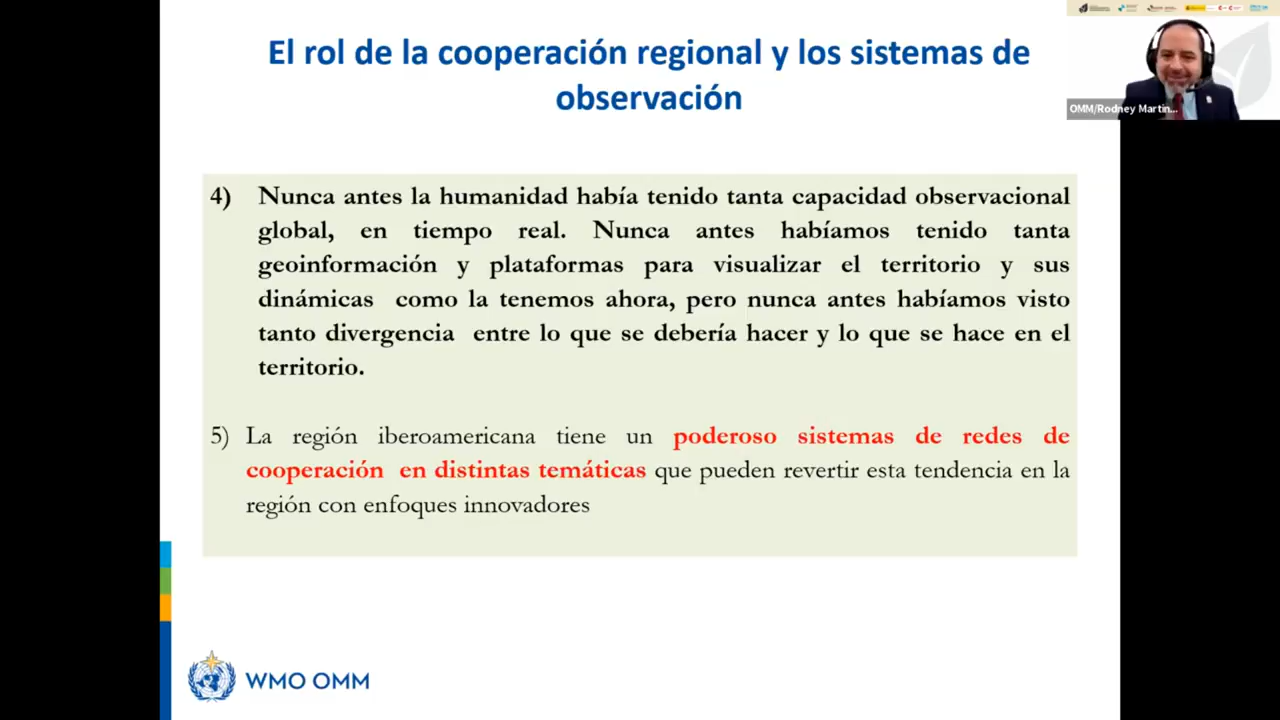 El rol de la cooperación regional y los sistemas de
observación
OMM/Rodney Martin...
4) Nunca antes la humanidad había tenido tanta capacidad observacional
global, en tiempo real. Nunca antes habíamos tenido tanta
geoinformación y plataformas para visualizar el territorio y sus
dinámicas como la tenemos ahora, pero nunca antes habíamos visto
tanto divergencia entre lo que se debería hacer y lo que se hace en el
territorio.
5) La región iberoamericana tiene un poderoso sistemas de redes de
cooperación en distintas temáticas que pueden revertir esta tendencia en la
región con enfoques innovadores
WMO OMM